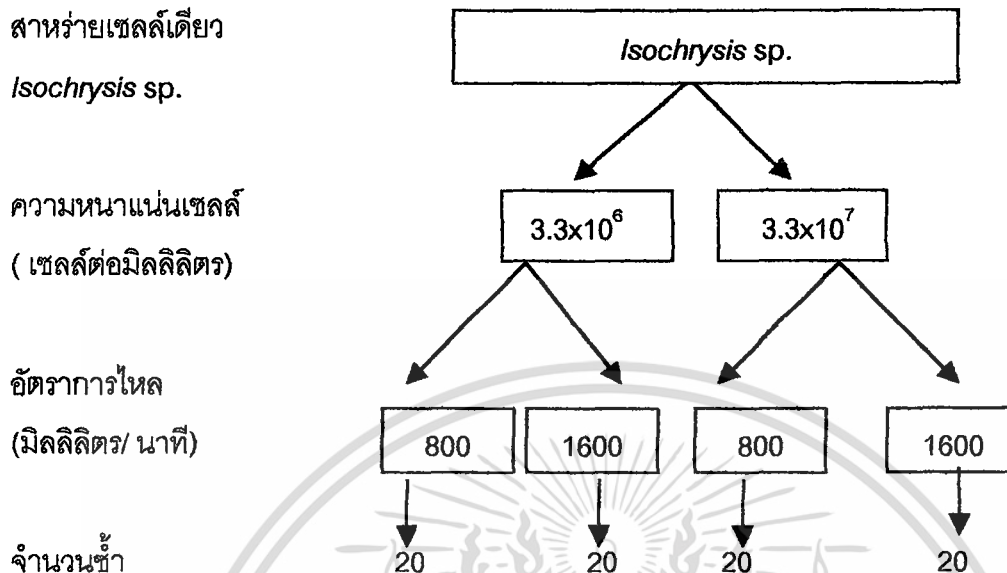 สาหร่ายเซลล์เดียว
Isochrysis sp.
Isochrysis sp.
ความหนาแน่นเซลล์
( เซลล์ต่อมิลลิลิตร)
3.3x10⁶ 3.3x10⁷
อัตราการไหล
(มิลลิลิตร/ นาที)
800 1600 800 1600
จำนวนซ้ำ
20 20 20 20